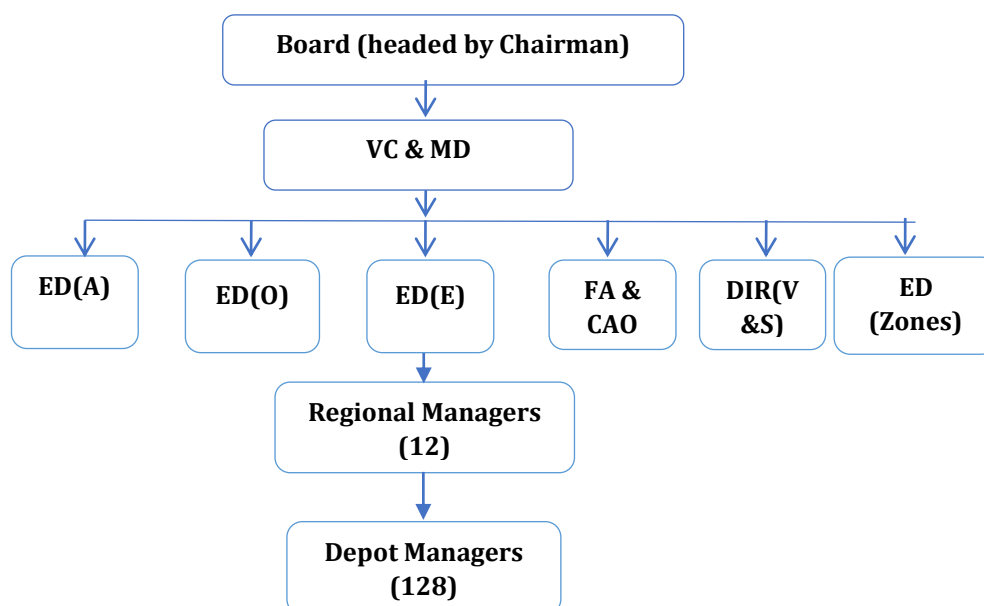 Board (headed by Chairman)
VC & MD
ED(A)
ED(O)
ED(E)
FA &
CAO
DIR(V
&S)
ED
(Zones)
Regional Managers
(12)
Depot Managers
(128)